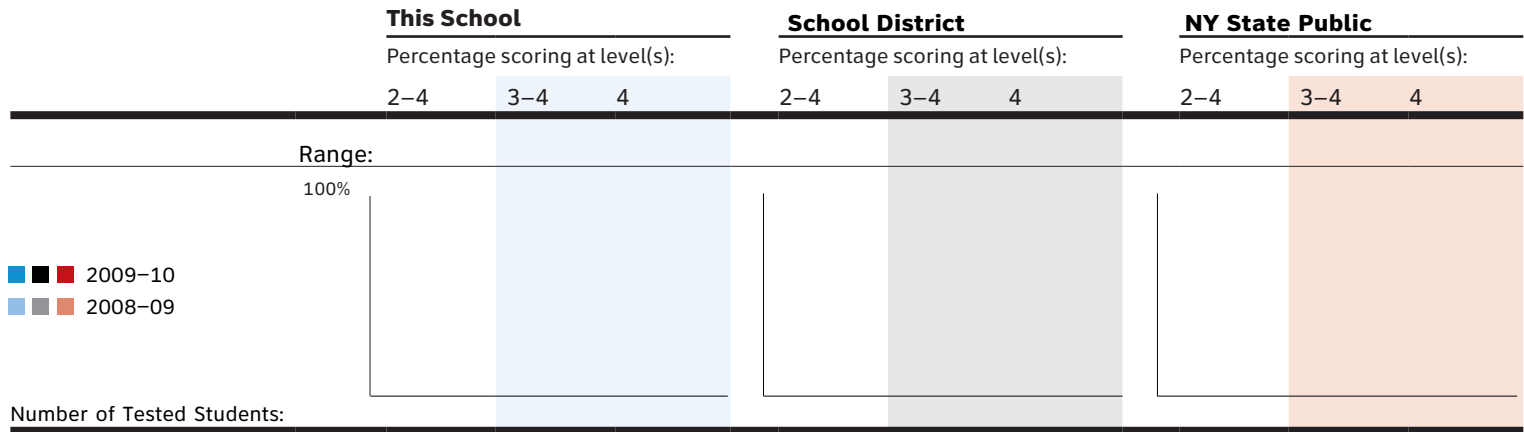 This School School District NY State Public
Percentage scoring at level(s): Percentage scoring at level(s): Percentage scoring at level(s):
2–4 3–4 4 2–4 3–4 4 2–4 3–4 4
Range:
100%
2009–10
2008–09
Number of Tested Students: